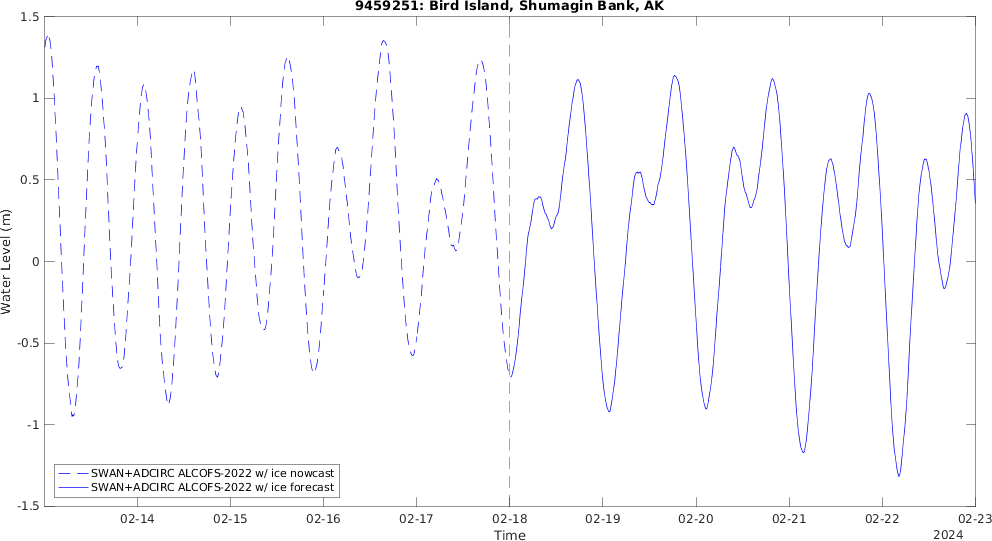 9459251: Bird Island, Shumagin Bank, AK
1.5
1
0.5
0
-0.5
-1
-1.5
Water Level (m)
SWAN+ADCIRC ALCOFS-2022 w/ ice nowcast
SWAN+ADCIRC ALCOFS-2022 w/ ice forecast
02-14 02-15 02-16 02-17 02-18 02-19 02-20 02-21 02-22 02-23
Time
2024